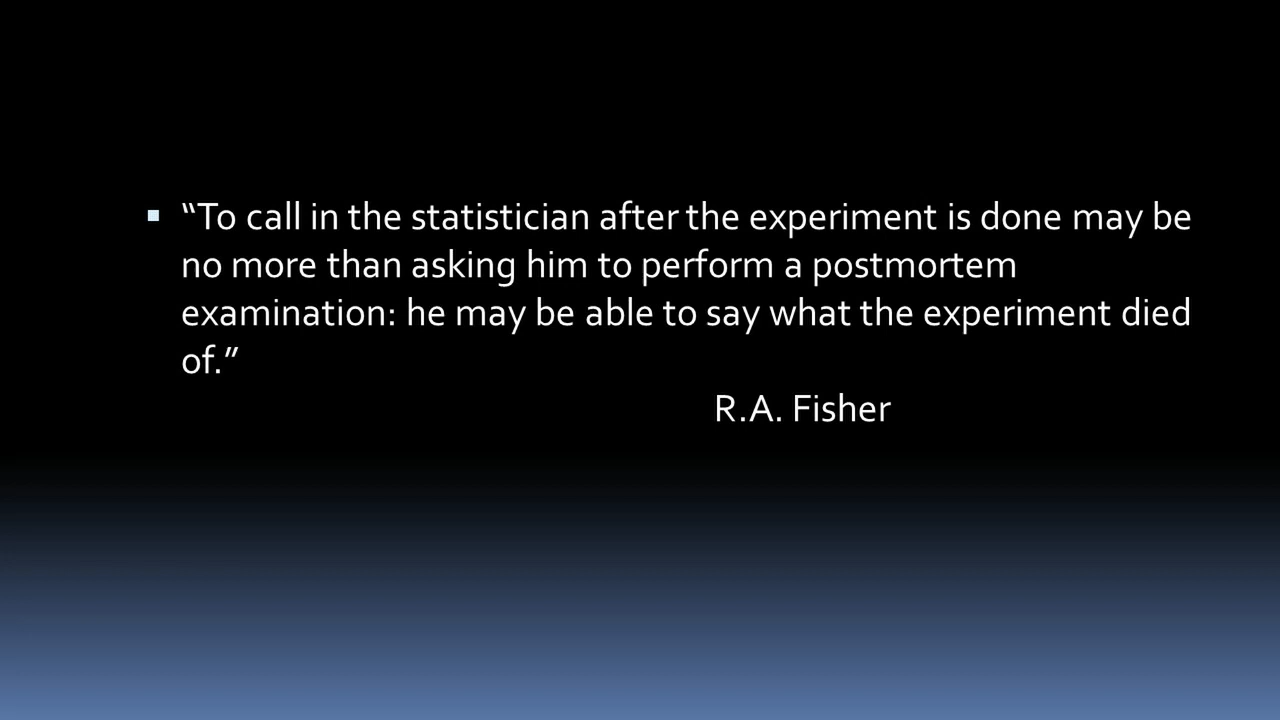 ▪ “To call in the statistician after the experiment is done may be
no more than asking him to perform a postmortem
examination: he may be able to say what the experiment died
of.”
R.A. Fisher